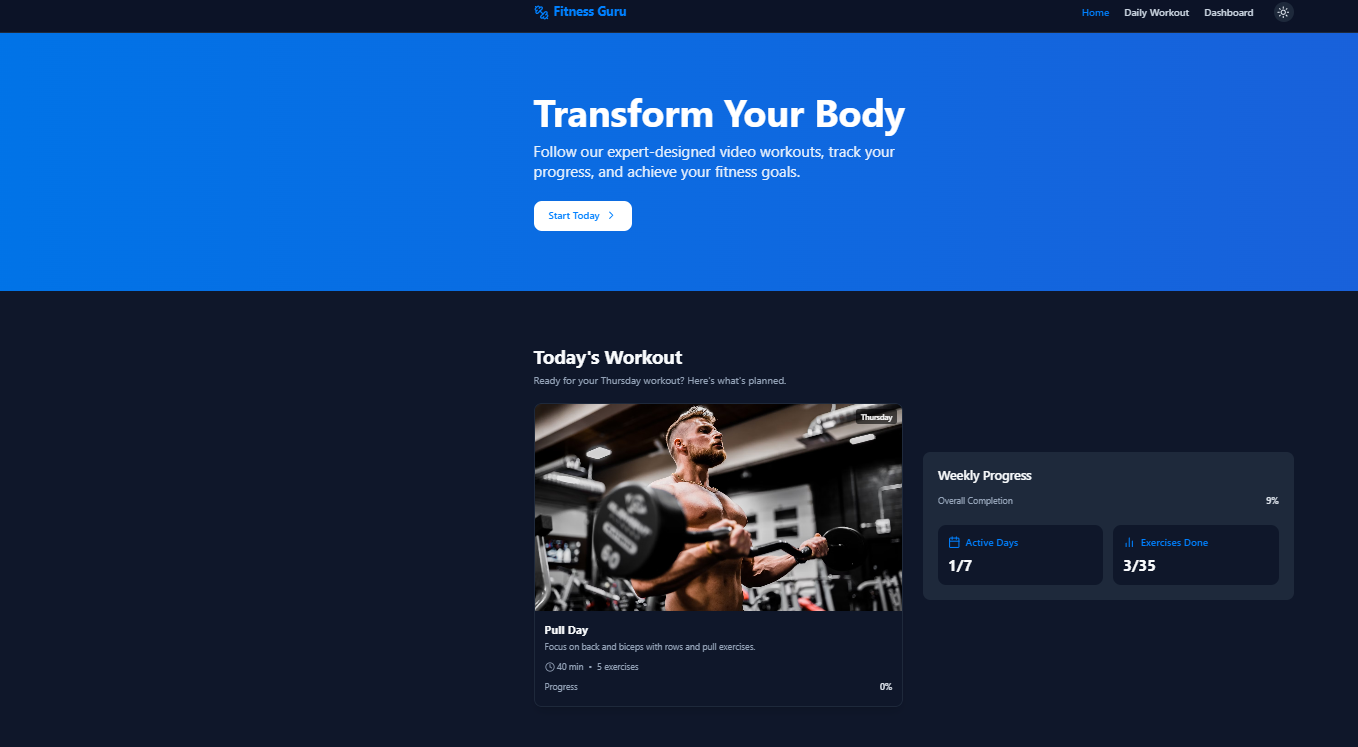 Fitness Guru
Home Daily Workout Dashboard
Transform Your Body
Follow our expert-designed video workouts, track your
progress, and achieve your fitness goals.
Start Today
Today's Workout
Ready for your Thursday workout? Here's what's planned.
Thursday
60
Pull Day
Focus on back and biceps with rows and pull exercises.
40 min • 5 exercises
Progress 0%
Weekly Progress
Overall Completion 9%
Active Days
1/7
Exercises Done
3/35